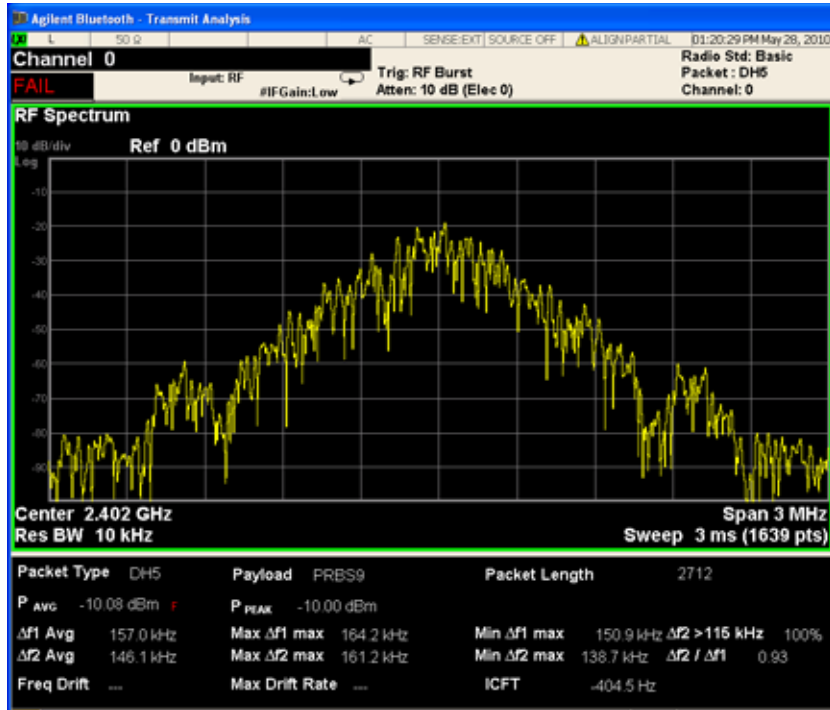 Agilent Bluetooth - Transmit Analysis
LXI L 50 Ω AC SENSE:EXT SOURCE OFF ALIGN PARTIAL 01:20:29 PM May 28, 2010
Channel 0
Radio Std: Basic
FAIL Input: RF Trig: RF Burst Packet : DH5
#IFGain:Low Atten: 10 dB (Elec 0) Channel: 0
RF Spectrum
10 dB/div Ref 0 dBm
Log
-10
-20
-30
-40
-50
-60
-70
-80
-90
Center 2.402 GHz Span 3 MHz
Res BW 10 kHz Sweep 3 ms (1639 pts)
Packet Type DH5 Payload PRBS9 Packet Length 2712
P AVG -10.08 dBm F P PEAK -10.00 dBm
Δf1 Avg 157.0 kHz Max Δf1 max 164.2 kHz Min Δf1 max 150.9 kHz Δf2 >115 kHz 100%
Δf2 Avg 146.1 kHz Max Δf2 max 161.2 kHz Min Δf2 max 138.7 kHz Δf2 / Δf1 0.93
Freq Drift --- Max Drift Rate --- ICFT -404.5 Hz